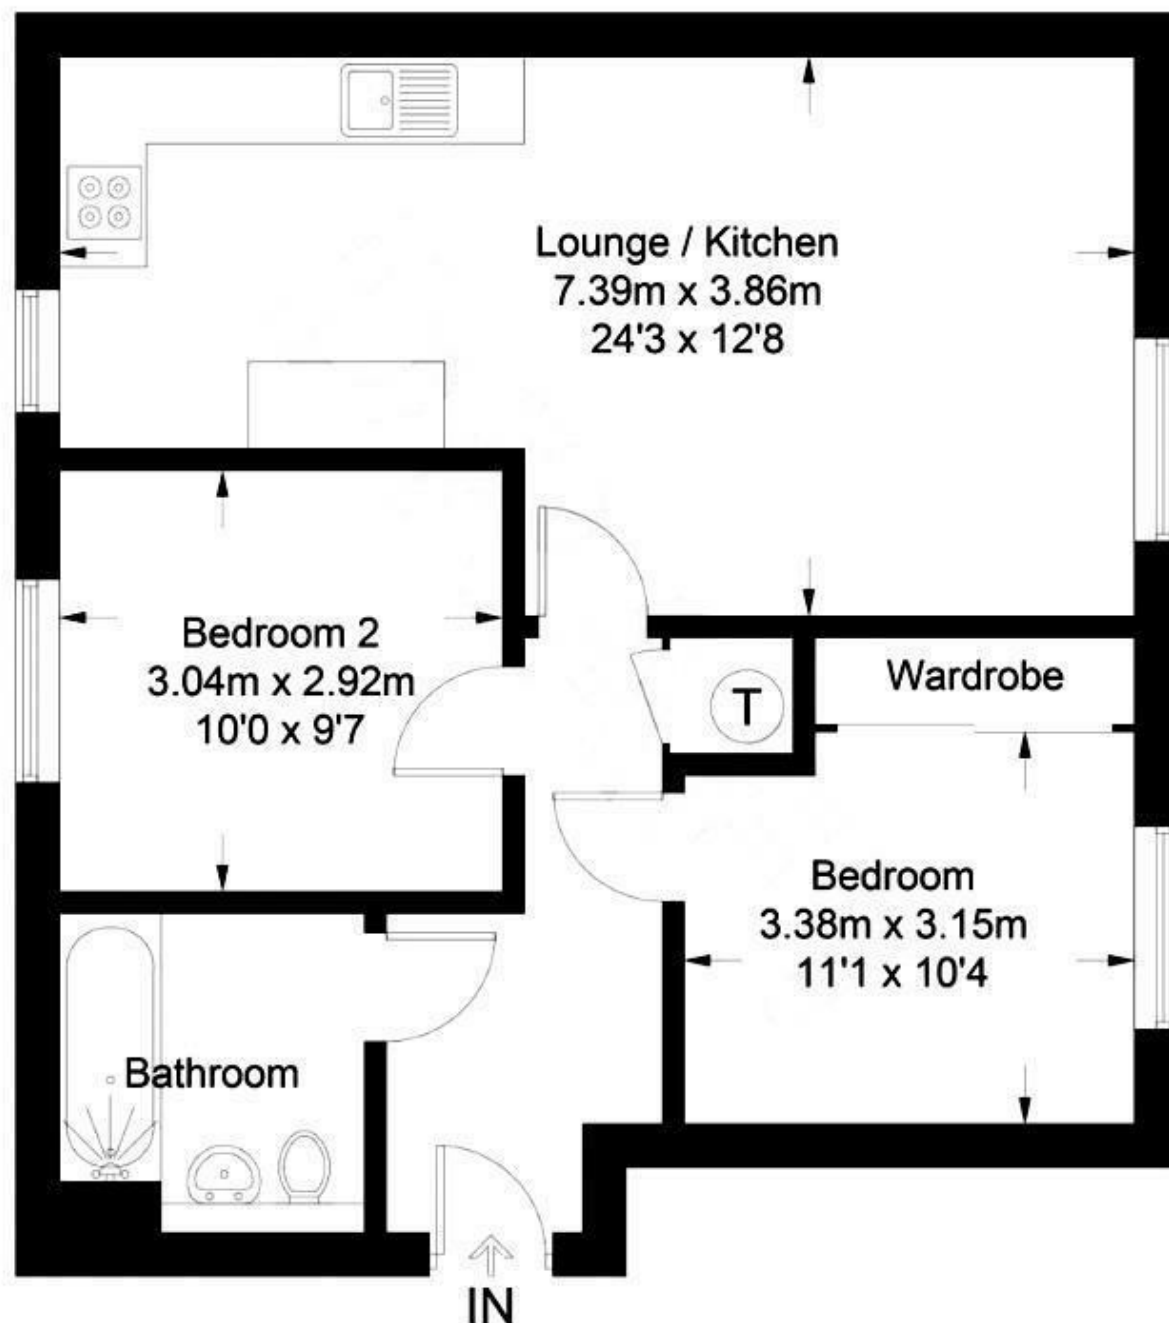 Lounge / Kitchen
7.39m x 3.86m
24'3 x 12'8
Bedroom 2
3.04m x 2.92m
10'0 x 9'7
T
Wardrobe
Bedroom
3.38m x 3.15m
11'1 x 10'4
Bathroom
IN